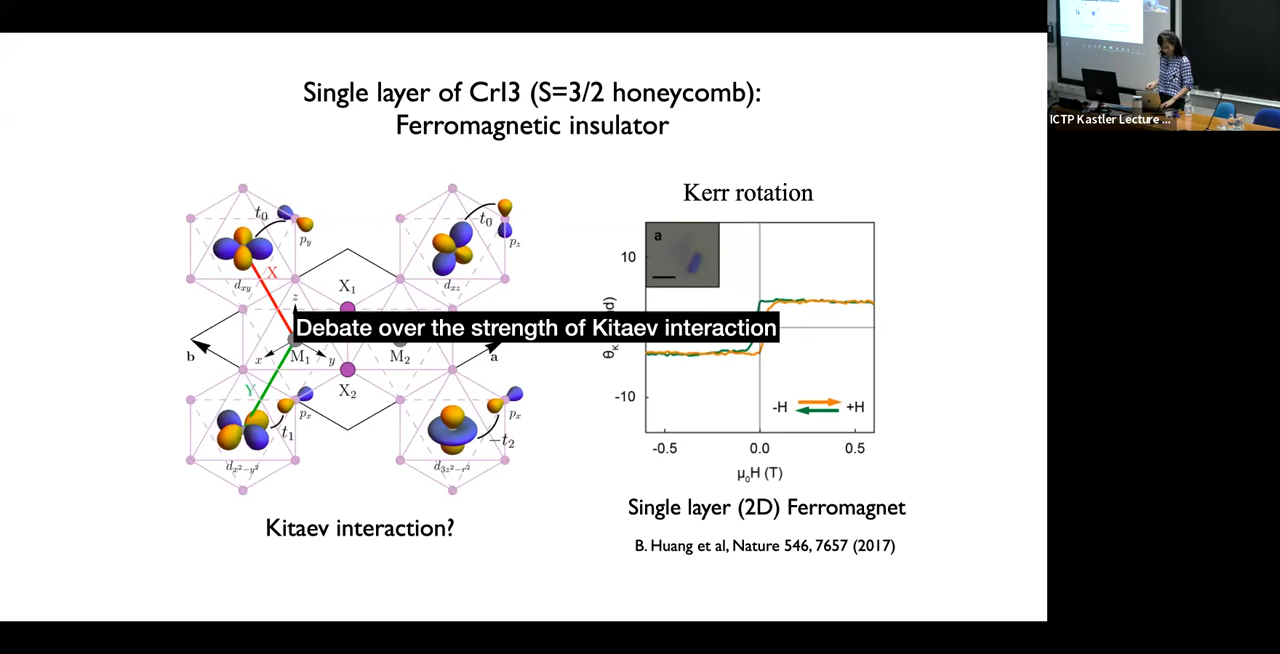 Single layer of CrI3 (S=3/2 honeycomb):
Ferromagnetic insulator
ICTP Kastler Lecture ...
t₀
p_y
d_xy
X
z
x
y
M₁
b
Y
-t₀
p_z
d_xz
X₁
M₂
a
X₂
p_x
t₁
d_x²−y²
p_x
−t₂
d_3z²−r²
Debate over the strength of Kitaev interaction
Kitaev interaction?
Kerr rotation
a
10
-10
-H
+H
-0.5
0.0
0.5
μ₀H (T)
Single layer (2D) Ferromagnet
B. Huang et al, Nature 546, 7657 (2017)